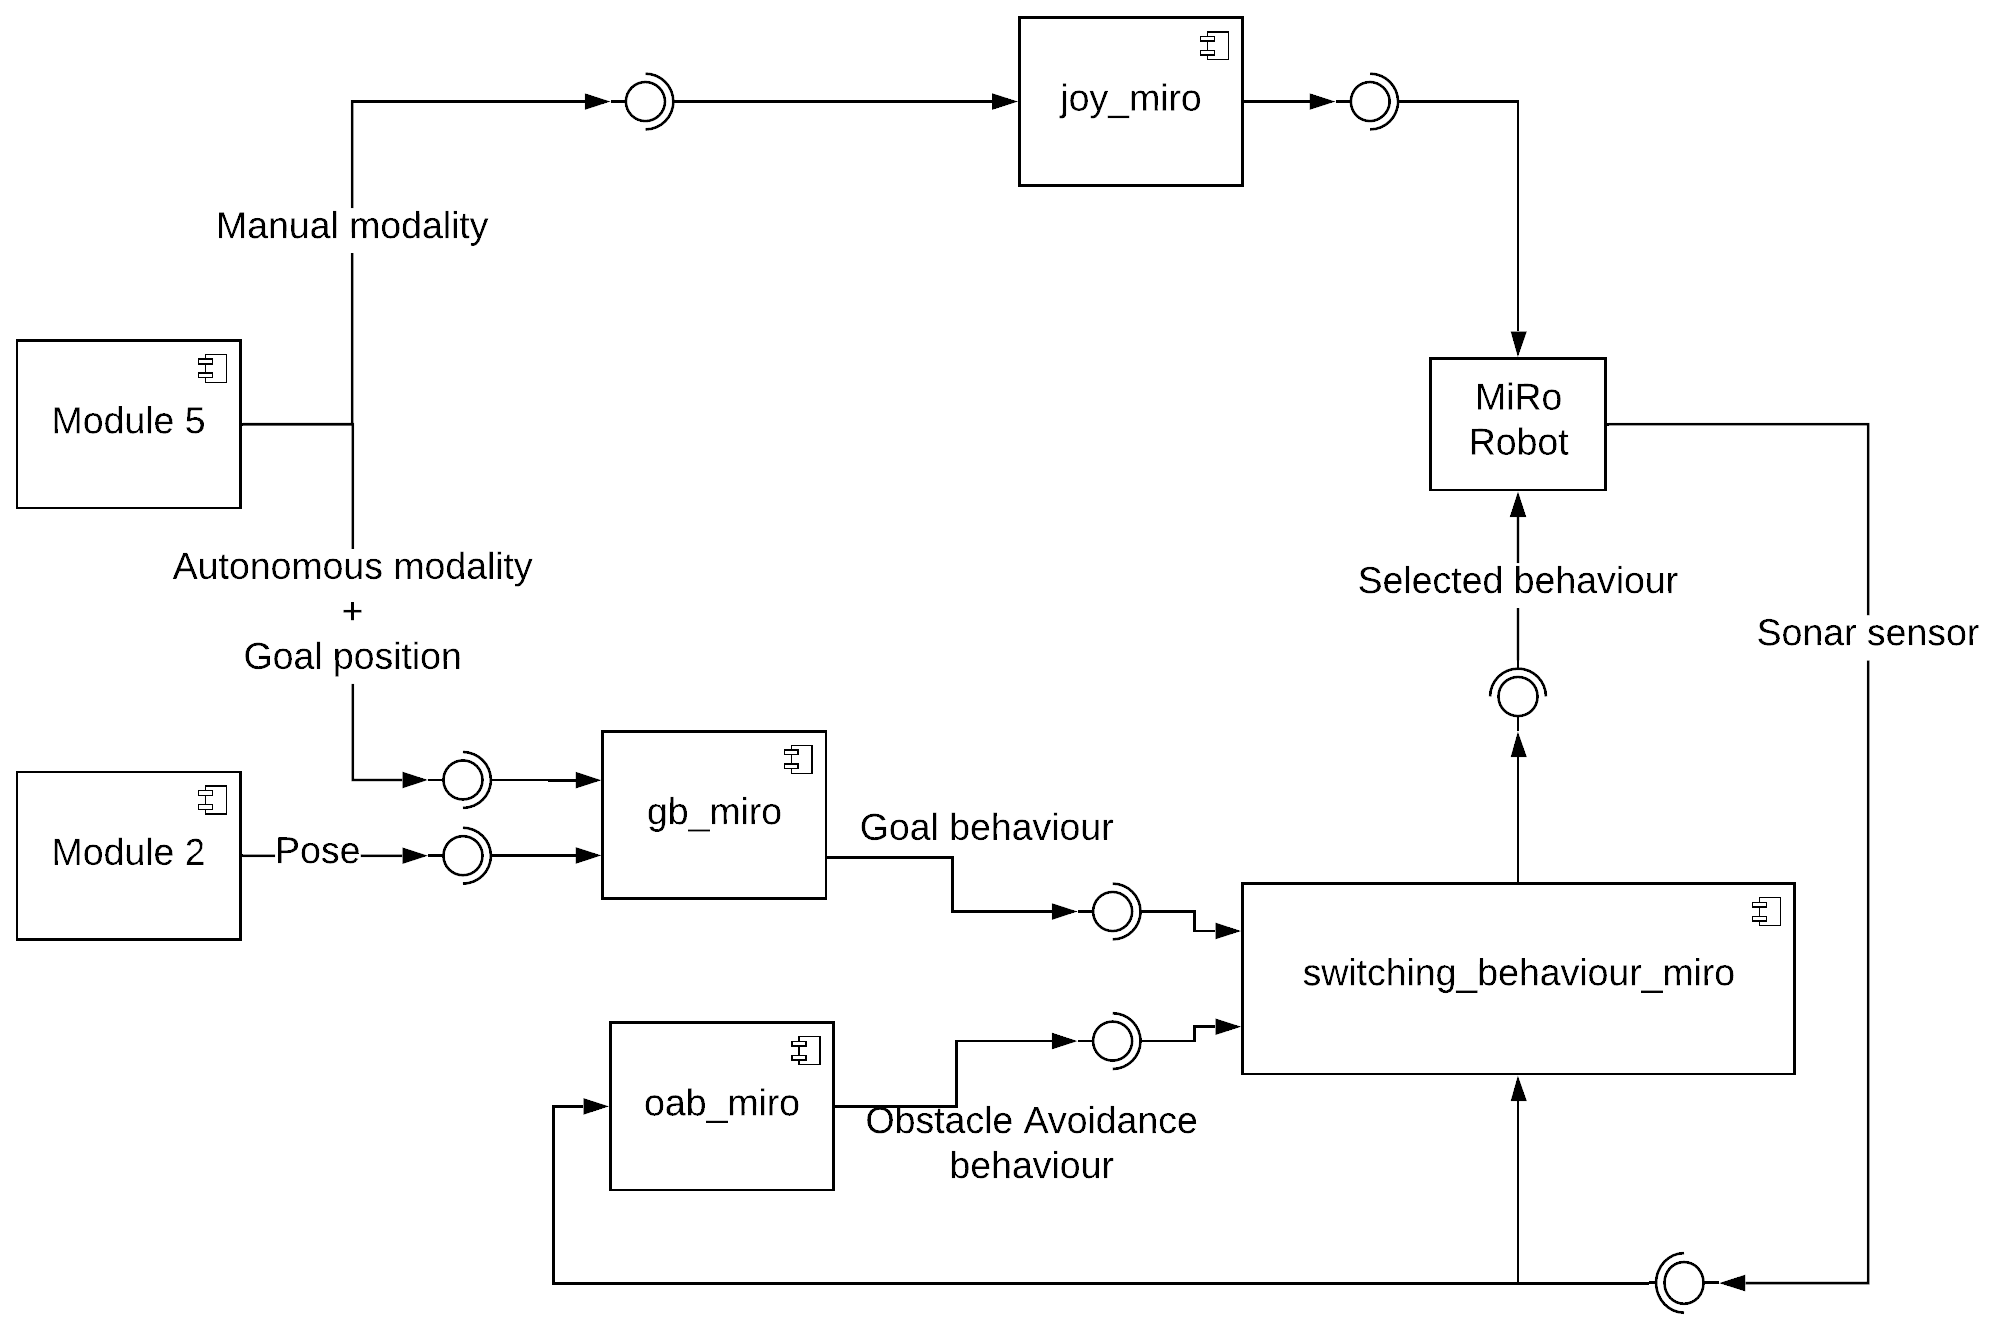 joy_miro
Manual modality
Module 5
MiRo
Robot
Autonomous modality
+
Goal position
Selected behaviour
Sonar sensor
Module 2
Pose
gb_miro
Goal behaviour
switching_behaviour_miro
oab_miro
Obstacle Avoidance
behaviour